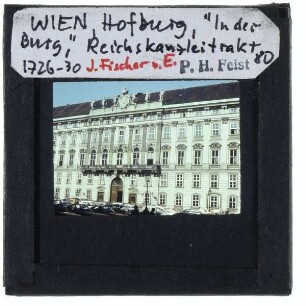 WIEN, Hofburg, "In der
Burg", Reichskanzleitrakt,
1726-30 J. Fischer v. E. P. H. Feist 80